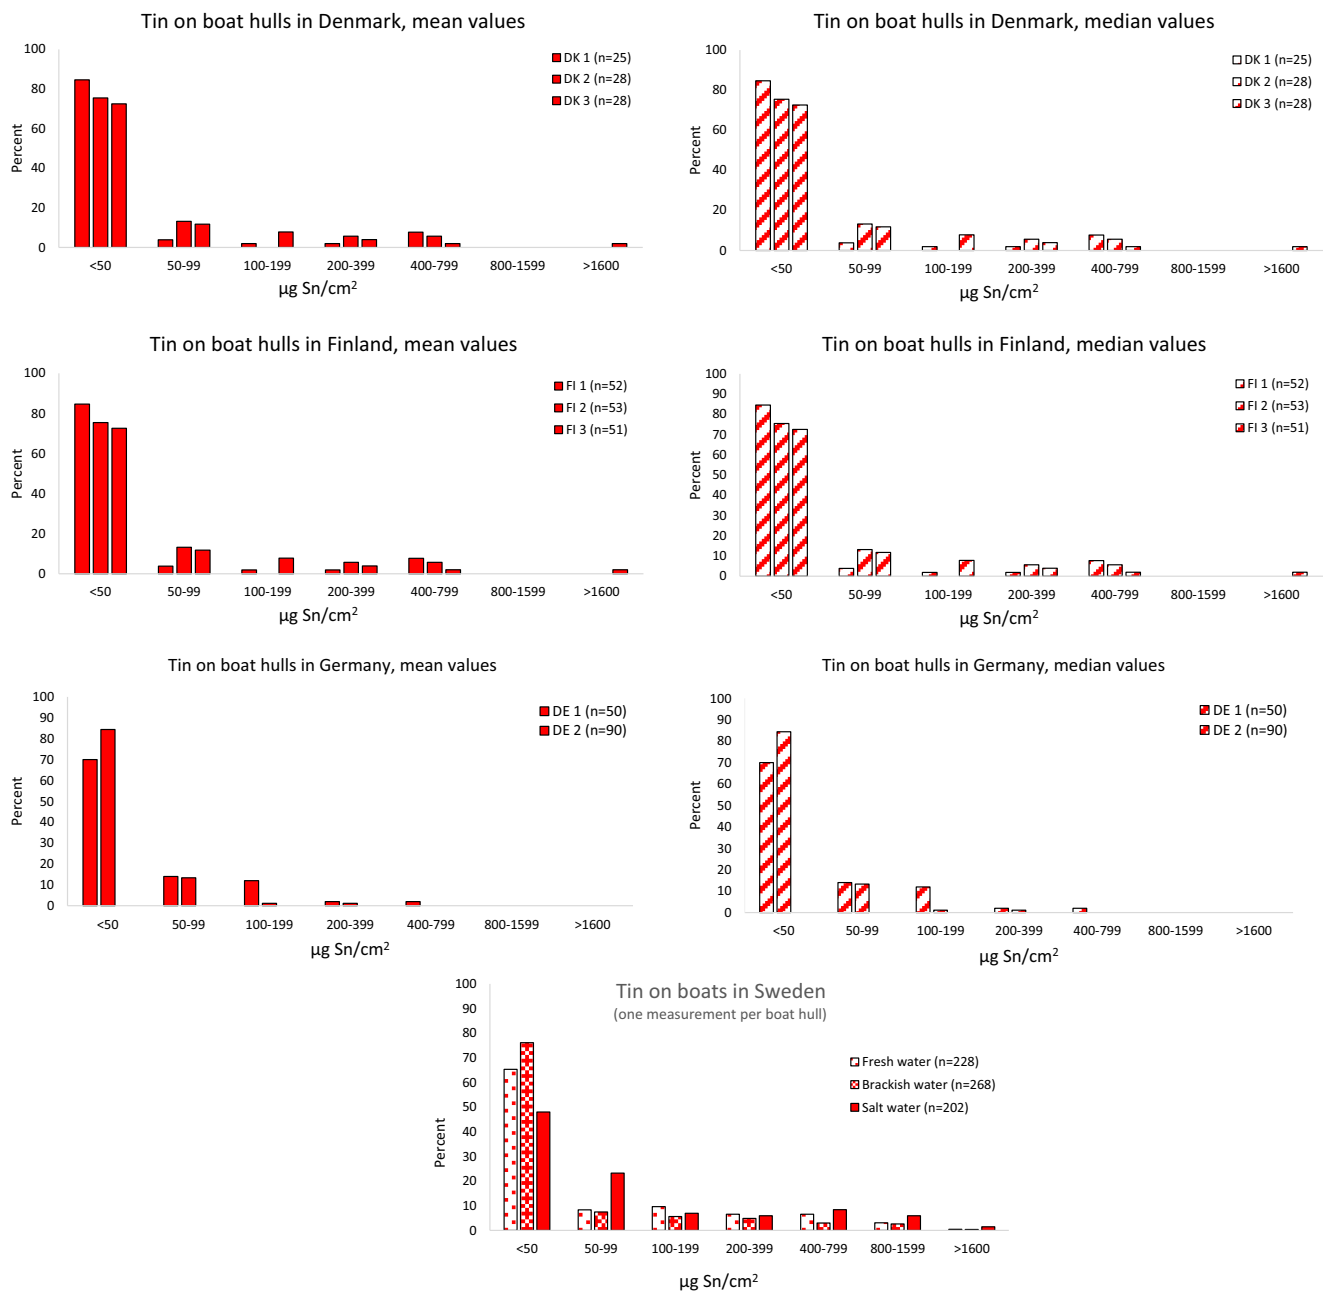 Tin on boat hulls in Denmark, mean values
100
80
60
40
20
0
Percent
DK 1 (n=25)
DK 2 (n=28)
DK 3 (n=28)
<50 50-99 100-199 200-399 400-799 800-1599 >1600
µg Sn/cm²
Tin on boat hulls in Denmark, median values
100
80
60
40
20
0
Percent
DK 1 (n=25)
DK 2 (n=28)
DK 3 (n=28)
<50 50-99 100-199 200-399 400-799 800-1599 >1600
µg Sn/cm²
Tin on boat hulls in Finland, mean values
100
80
60
40
20
0
Percent
FI 1 (n=52)
FI 2 (n=53)
FI 3 (n=51)
<50 50-99 100-199 200-399 400-799 800-1599 >1600
µg Sn/cm²
Tin on boat hulls in Finland, median values
100
90
80
70
60
50
40
30
20
10
0
Percent
FI 1 (n=52)
FI 2 (n=53)
FI 3 (n=51)
<50 50-99 100-199 200-399 400-799 800-1599 >1600
µg Sn/cm²
Tin on boat hulls in Germany, mean values
100
90
80
70
60
50
40
30
20
10
0
Percent
DE 1 (n=50)
DE 2 (n=90)
<50 50-99 100-199 200-399 400-799 800-1599 >1600
µg Sn/cm²
Tin on boat hulls in Germany, median values
100
90
80
70
60
50
40
30
20
10
0
Percent
DE 1 (n=50)
DE 2 (n=90)
<50 50-99 100-199 200-399 400-799 800-1599 >1600
µg Sn/cm²
Tin on boats in Sweden
(one measurement per boat hull)
100
90
80
70
60
50
40
30
20
10
0
Percent
Fresh water (n=228)
Brackish water (n=268)
Salt water (n=202)
<50 50-99 100-199 200-399 400-799 800-1599 >1600
µg Sn/cm²